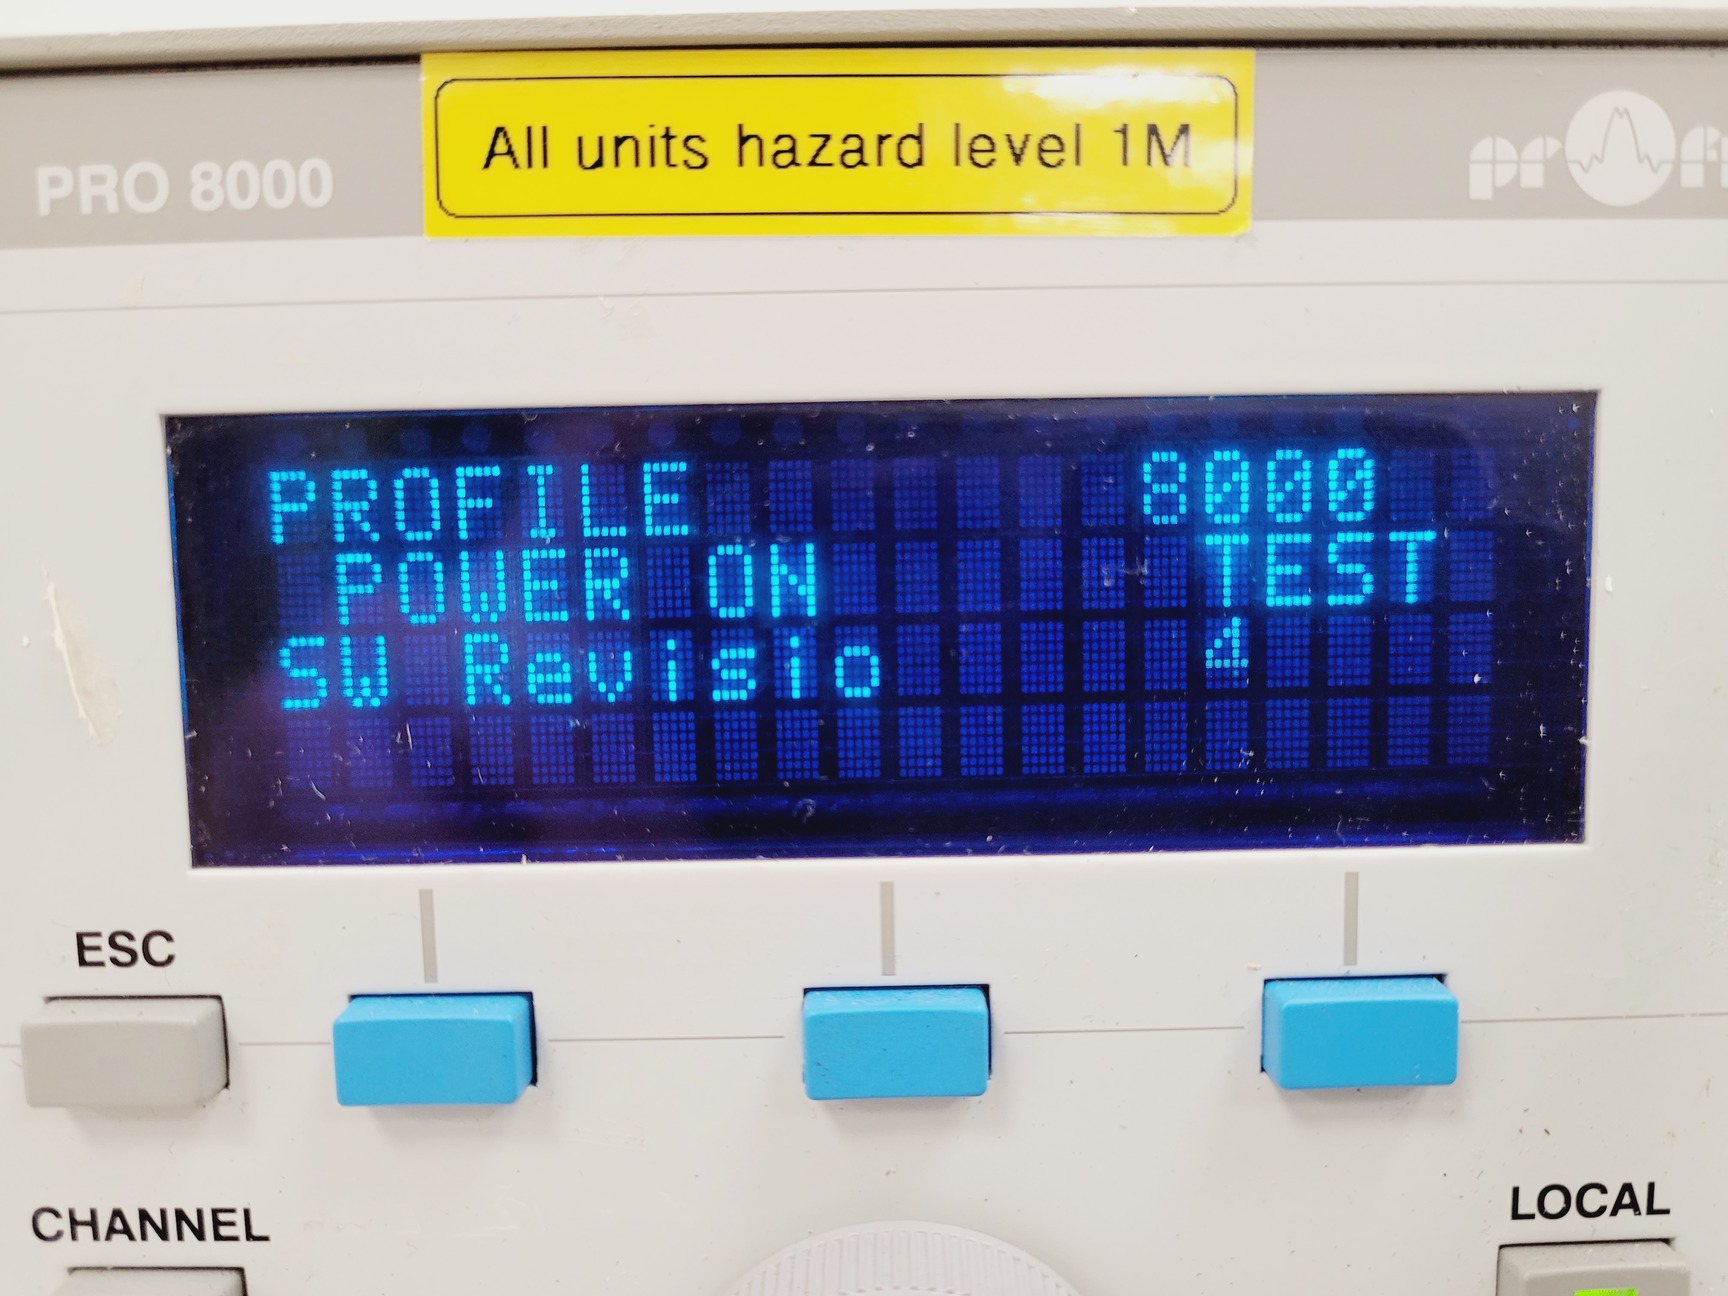 All units hazard level 1M
PRO 8000
PROFILE 8000
POWER ON TEST
SW Revisio 4
ESC
CHANNEL
LOCAL